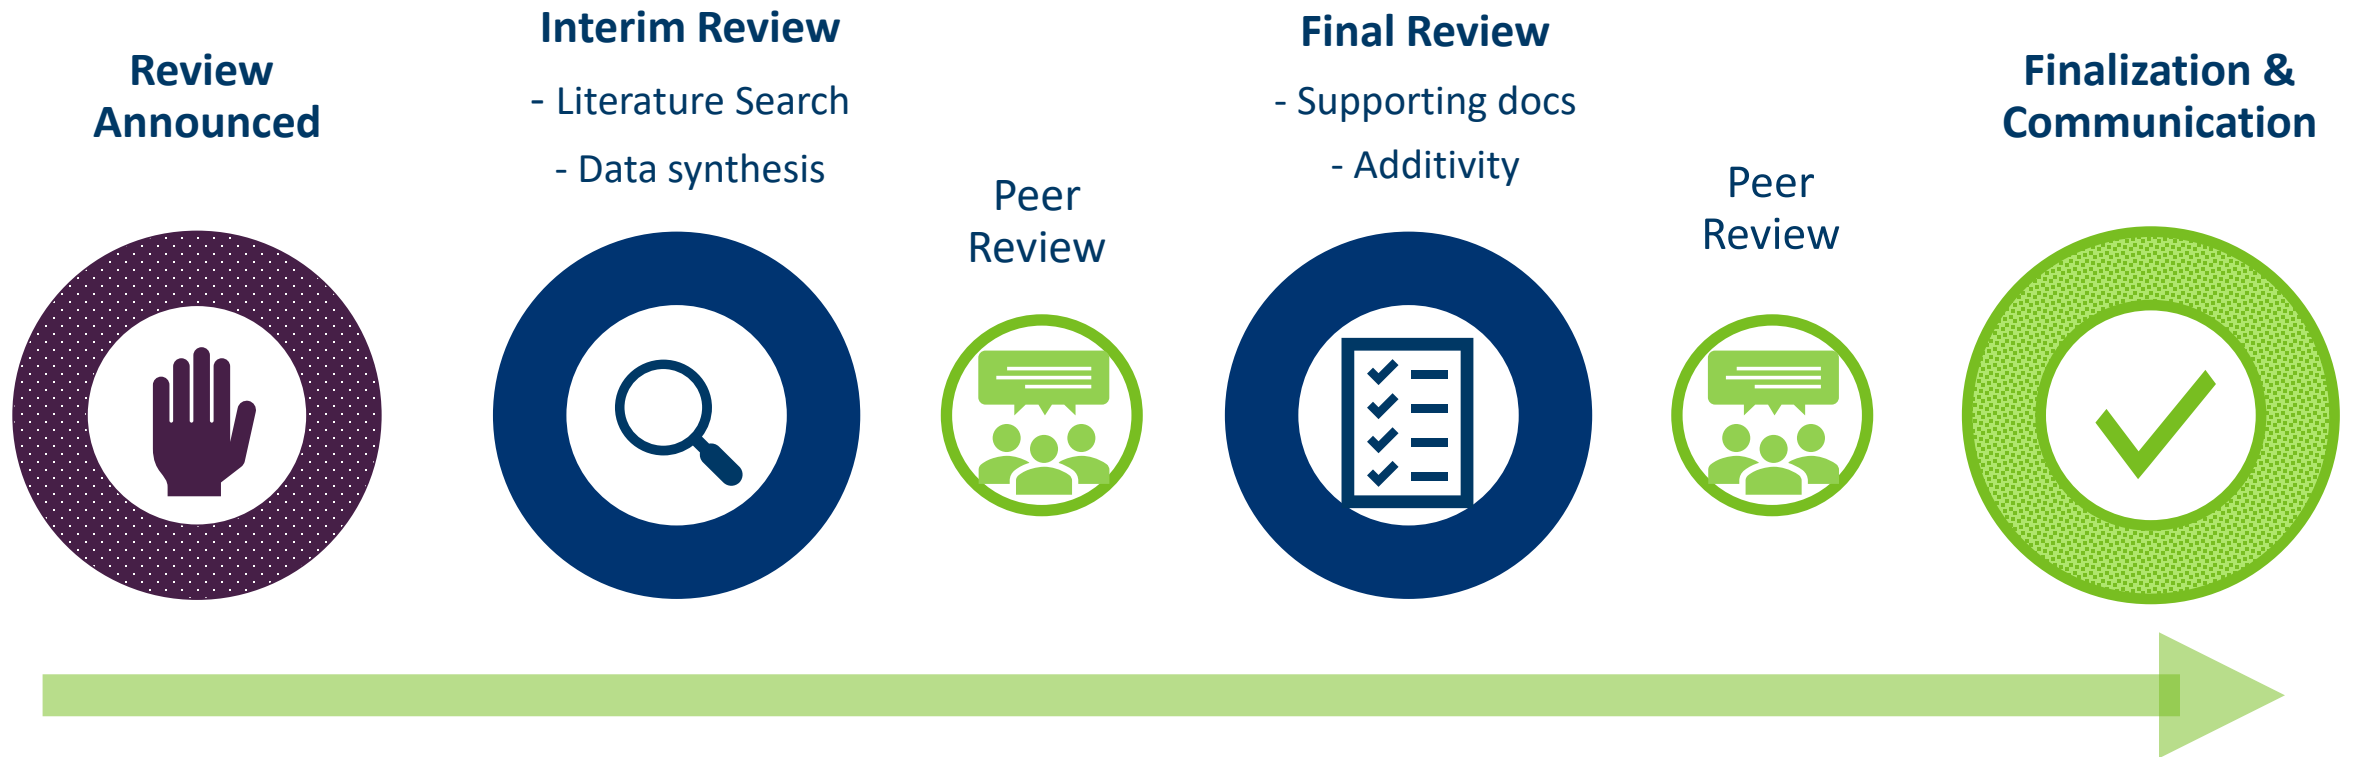 Review
Announced
Interim Review
- Literature Search
- Data synthesis
Peer
Review
Final Review
- Supporting docs
- Additivity
Peer
Review
Finalization &
Communication